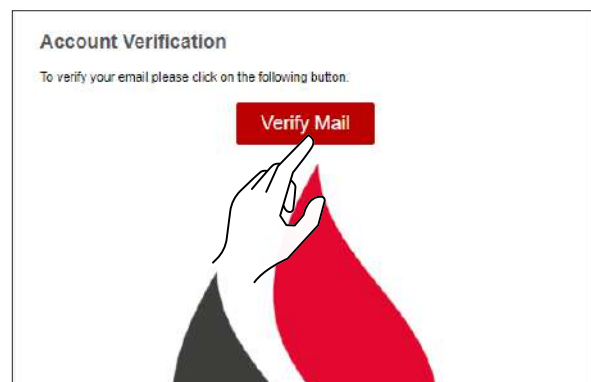 Account Verification
To verify your email please click on the following button.
Verify Mail